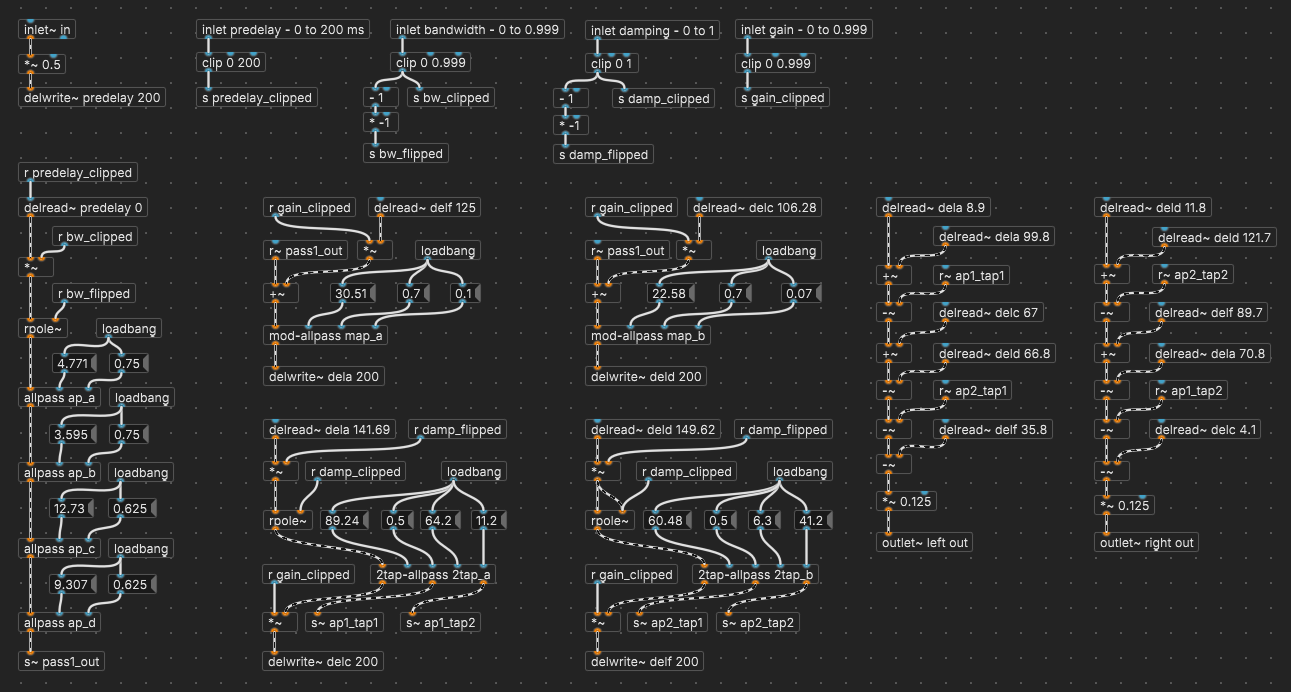 inlet~ in
*~ 0.5
delwrite~ predelay 200
inlet predelay - 0 to 200 ms
clip 0 200
s predelay_clipped
inlet bandwidth - 0 to 0.999
clip 0 0.999
- 1
s bw_clipped
* -1
s bw_flipped
inlet damping - 0 to 1
clip 0 1
- 1
s damp_clipped
* -1
s damp_flipped
inlet gain - 0 to 0.999
clip 0 0.999
s gain_clipped
r predelay_clipped
delread~ predelay 0
r bw_clipped
*~
r bw_flipped
rpole~
loadbang
4.771
0.75
allpass ap_a
loadbang
3.595
0.75
allpass ap_b
loadbang
12.73
0.625
allpass ap_c
loadbang
9.307
0.625
allpass ap_d
s~ pass1_out
r gain_clipped
delread~ delf 125
r~ pass1_out
*~
loadbang
+~
30.51
0.7
0.1
mod-allpass map_a
delwrite~ dela 200
delread~ dela 141.69
r damp_flipped
*~
r damp_clipped
loadbang
rpole~
89.24
0.5
64.2
11.2
r gain_clipped
2tap-allpass 2tap_a
*~
s~ ap1_tap1
s~ ap1_tap2
delwrite~ delc 200
r gain_clipped
delread~ delc 106.28
r~ pass1_out
*~
loadbang
+~
22.58
0.7
0.07
mod-allpass map_b
delwrite~ deld 200
delread~ deld 149.62
r damp_flipped
*~
r damp_clipped
loadbang
rpole~
60.48
0.5
6.3
41.2
r gain_clipped
2tap-allpass 2tap_b
*~
s~ ap2_tap1
s~ ap2_tap2
delwrite~ delf 200
delread~ dela 8.9
delread~ dela 99.8
+~
r~ ap1_tap1
-~
delread~ delc 67
+~
delread~ deld 66.8
-~
r~ ap2_tap1
-~
delread~ delf 35.8
-~
*~ 0.125
outlet~ left out
delread~ deld 11.8
delread~ deld 121.7
+~
r~ ap2_tap2
-~
delread~ delf 89.7
+~
delread~ dela 70.8
-~
r~ ap1_tap2
-~
delread~ delc 4.1
-~
*~ 0.125
outlet~ right out